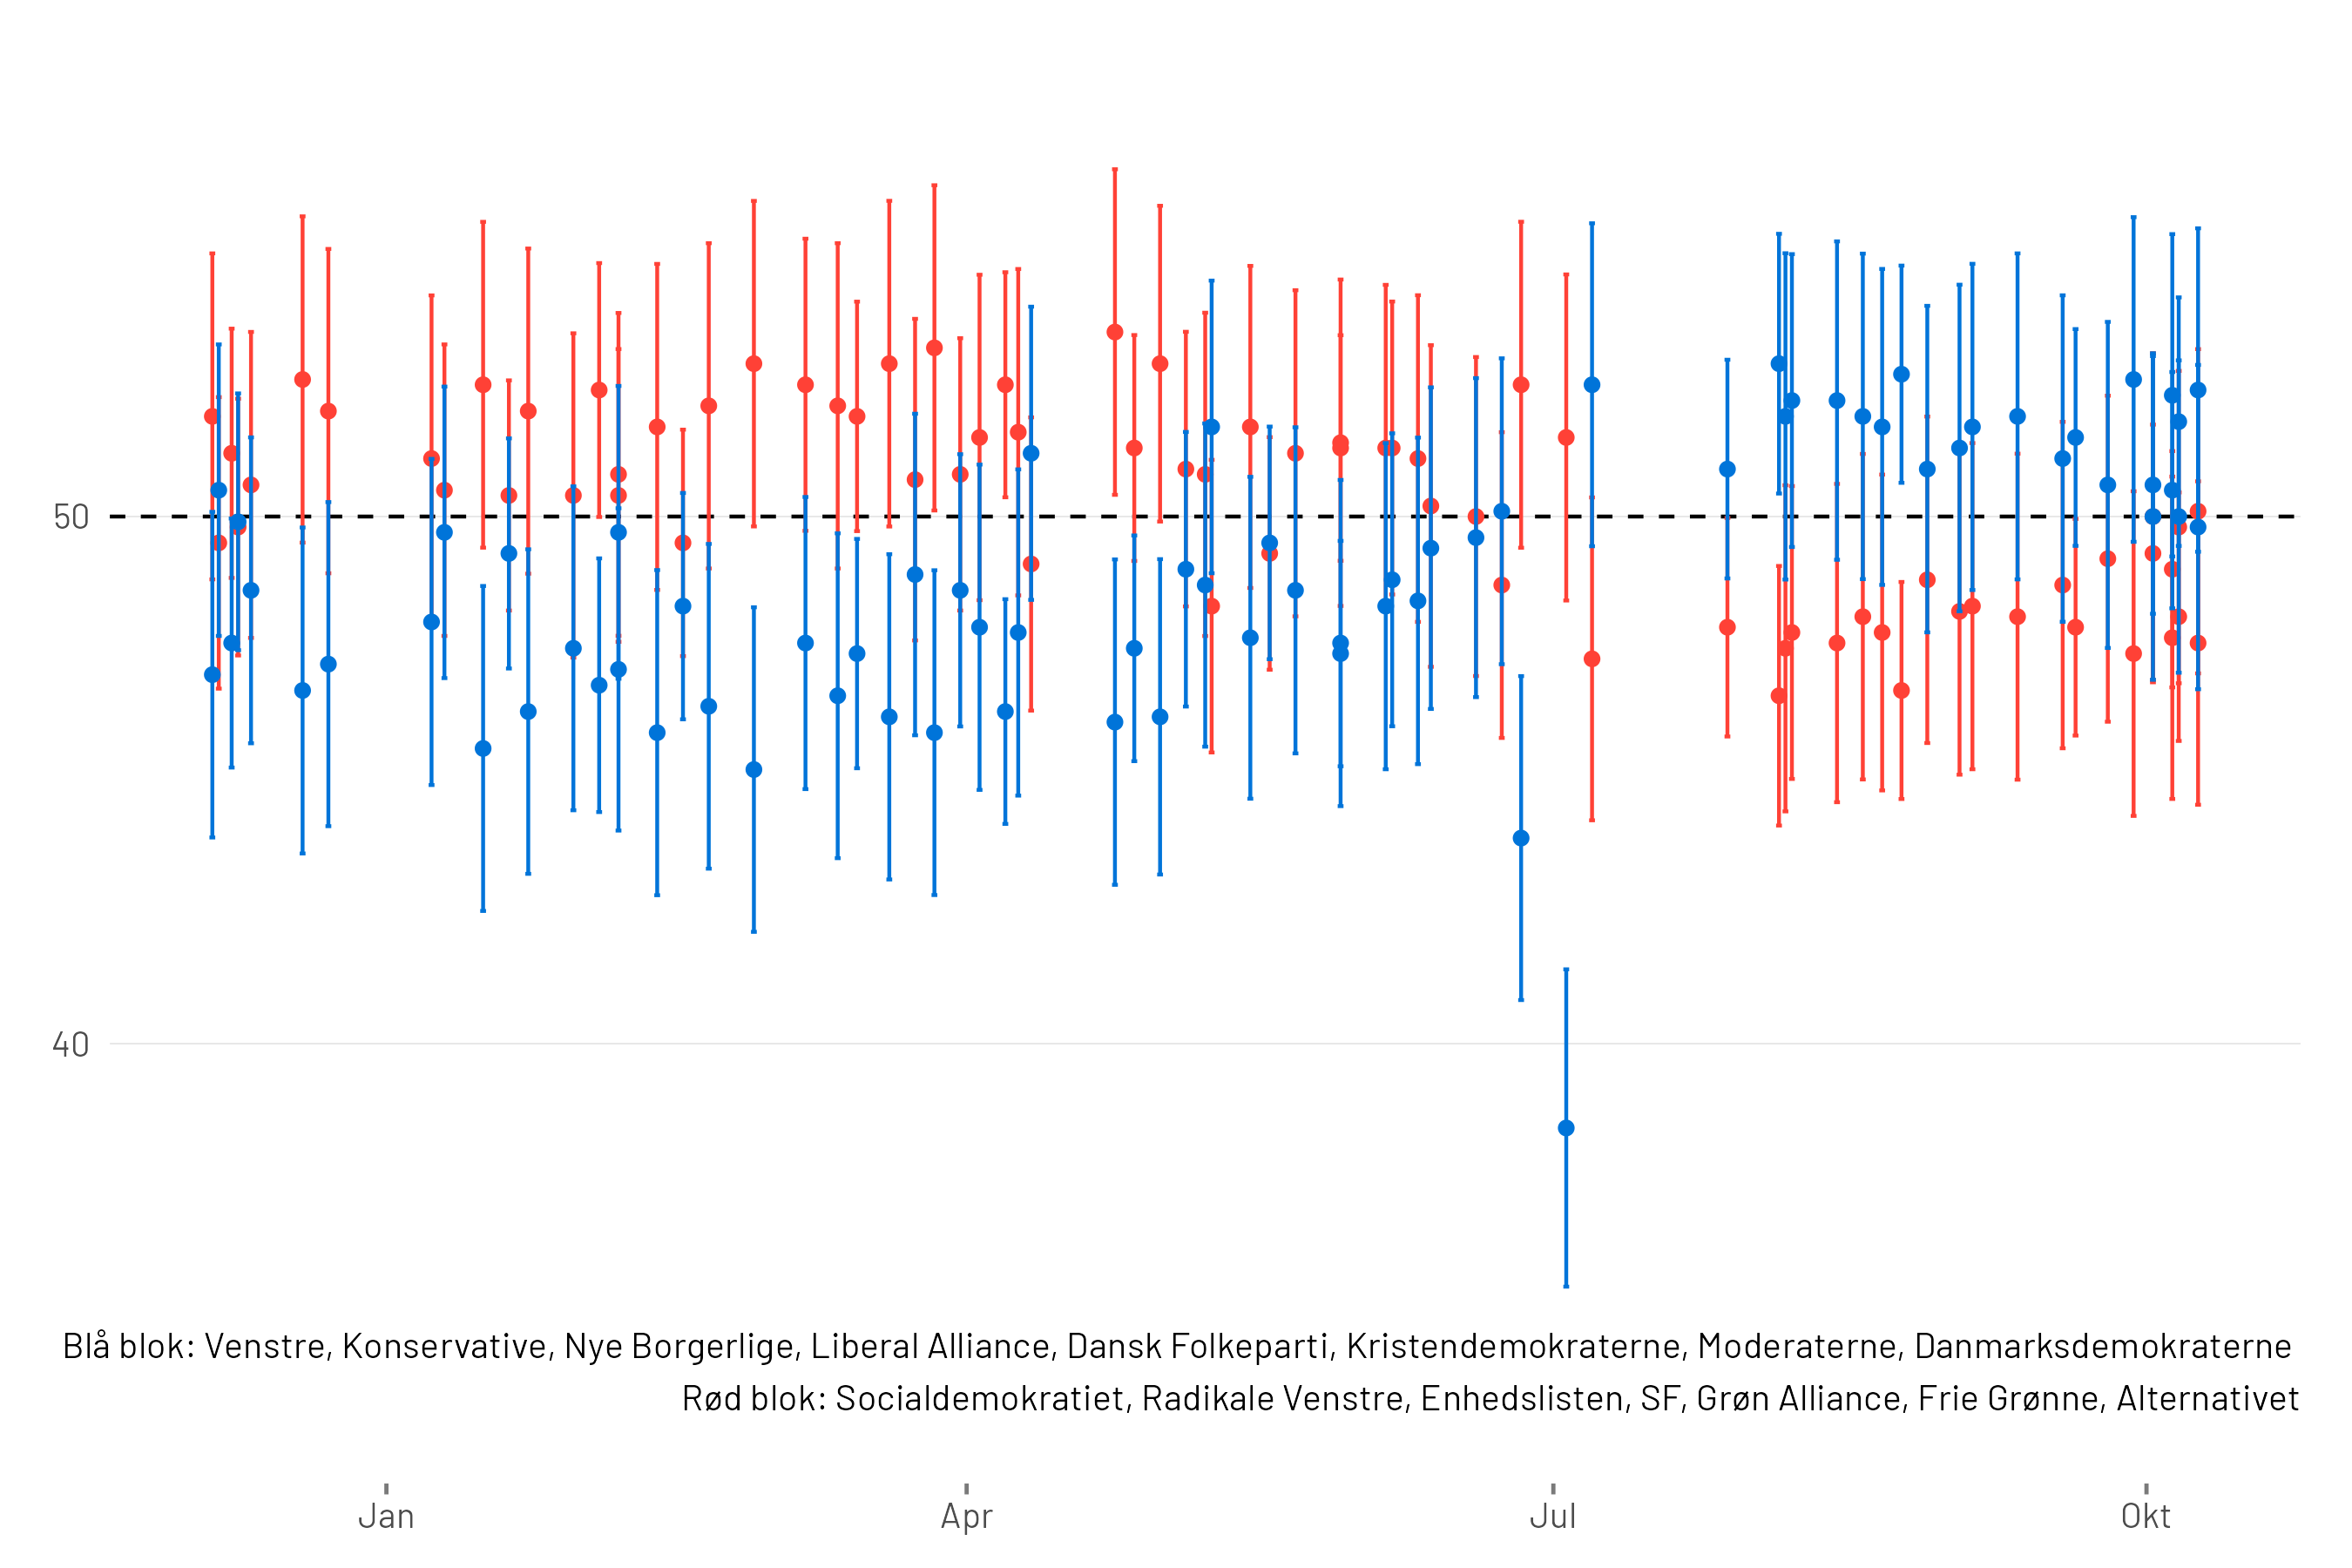 50
40
Blå blok: Venstre, Konservative, Nye Borgerlige, Liberal Alliance, Dansk Folkeparti, Kristendemokraterne, Moderaterne, Danmarksdemokraterne
Rød blok: Socialdemokratiet, Radikale Venstre, Enhedslisten, SF, Grøn Alliance, Frie Grønne, Alternativet
Jan Apr Jul Okt